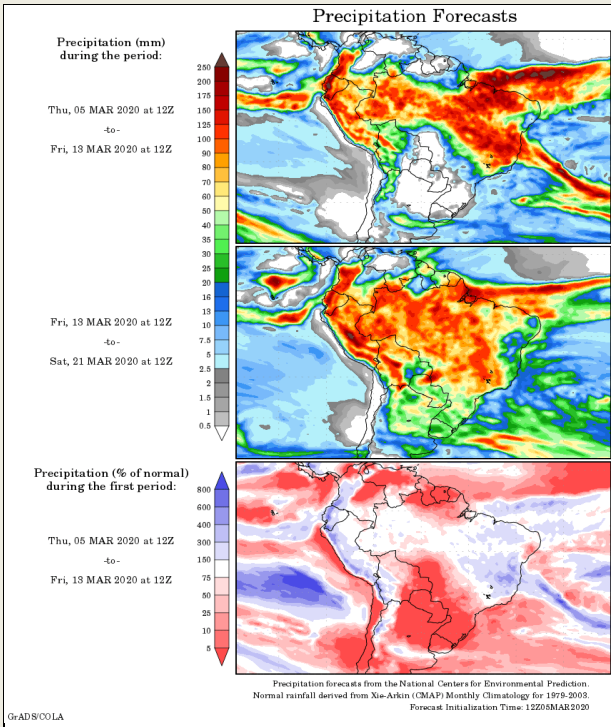 Precipitation Forecasts
Precipitation (mm)
during the period:
Thu, 05 MAR 2020 at 12Z
-to-
Fri, 13 MAR 2020 at 12Z
250
200
175
150
125
100
90
80
70
60
50
40
35
30
25
20
16
13
10
7.5
5
2.5
2
1.5
1
0.5
Fri, 13 MAR 2020 at 12Z
-to-
Sat, 21 MAR 2020 at 12Z
Precipitation (% of normal)
during the first period:
Thu, 05 MAR 2020 at 12Z
-to-
Fri, 13 MAR 2020 at 12Z
800
600
400
300
150
75
50
25
10
5
Precipitation forecasts from the National Centers for Environmental Prediction.
Normal rainfall derived from Xie-Arkin (CMAP) Monthly Climatology for 1979-2003.
Forecast Initialization Time: 12Z05MAR2020
GrADS/COLA